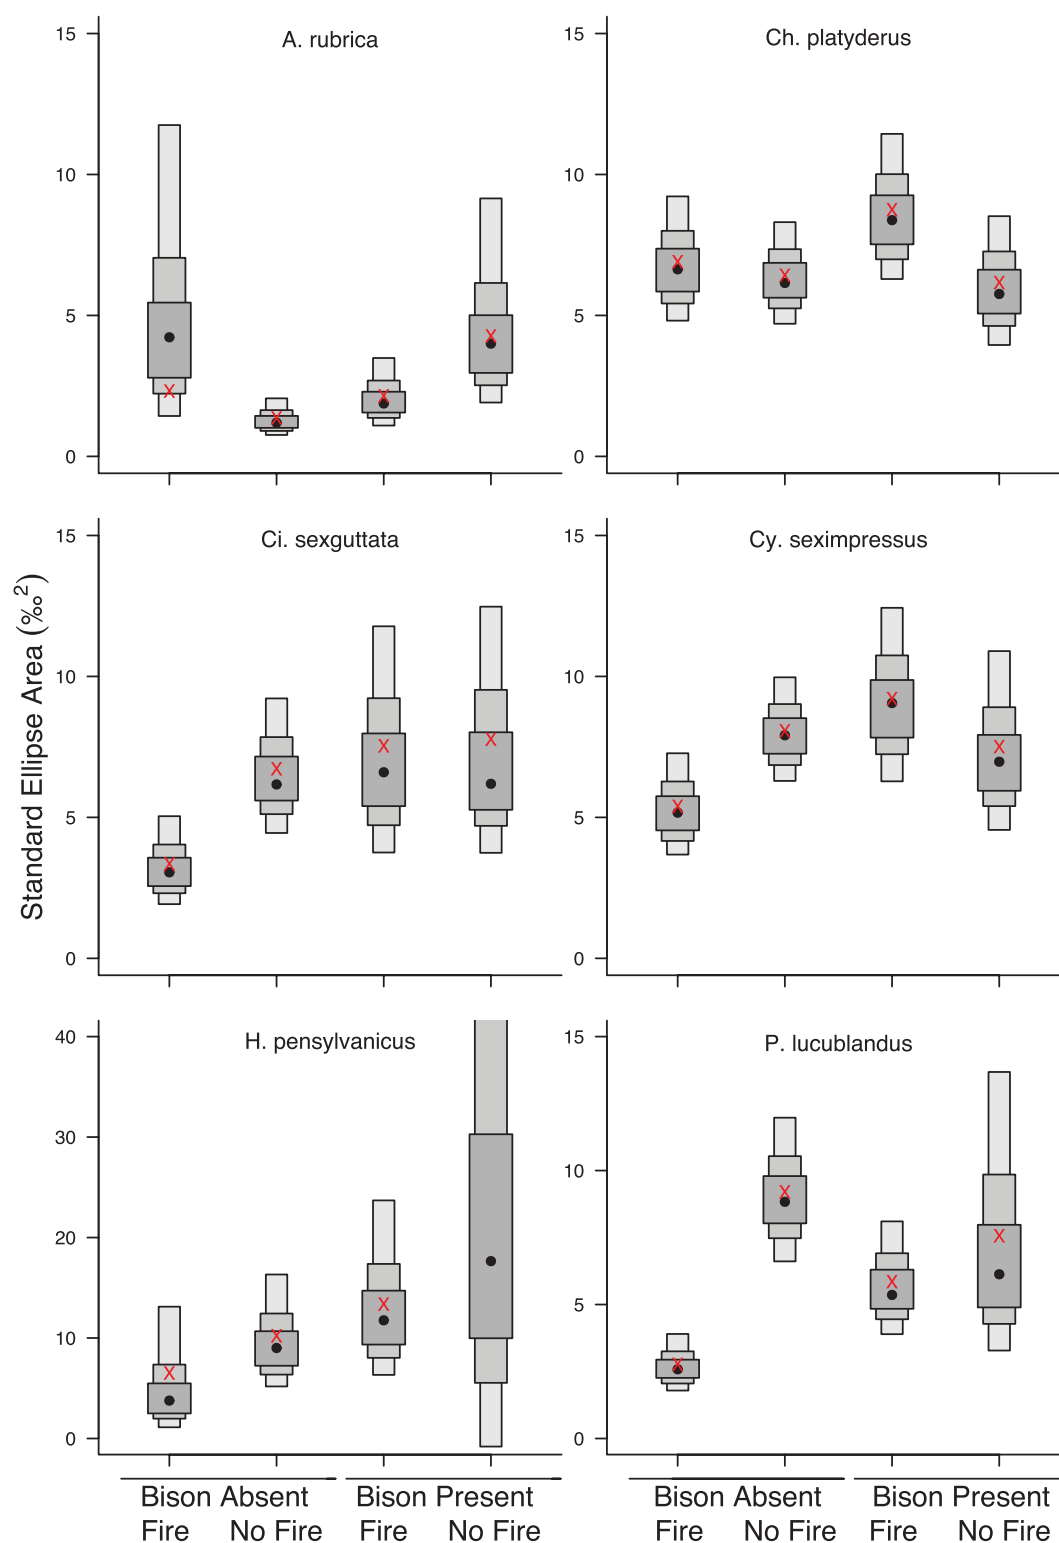 A. rubrica
15
10
5
0
Ch. platyderus
15
10
5
0
Standard Ellipse Area (‰²)
Ci. sexguttata
15
10
5
0
Cy. seximpressus
15
10
5
0
H. pensylvanicus
40
30
20
10
0
P. lucublandus
15
10
5
0
Bison Absent Bison Present
Fire No Fire Fire No Fire
Bison Absent Bison Present
Fire No Fire Fire No Fire